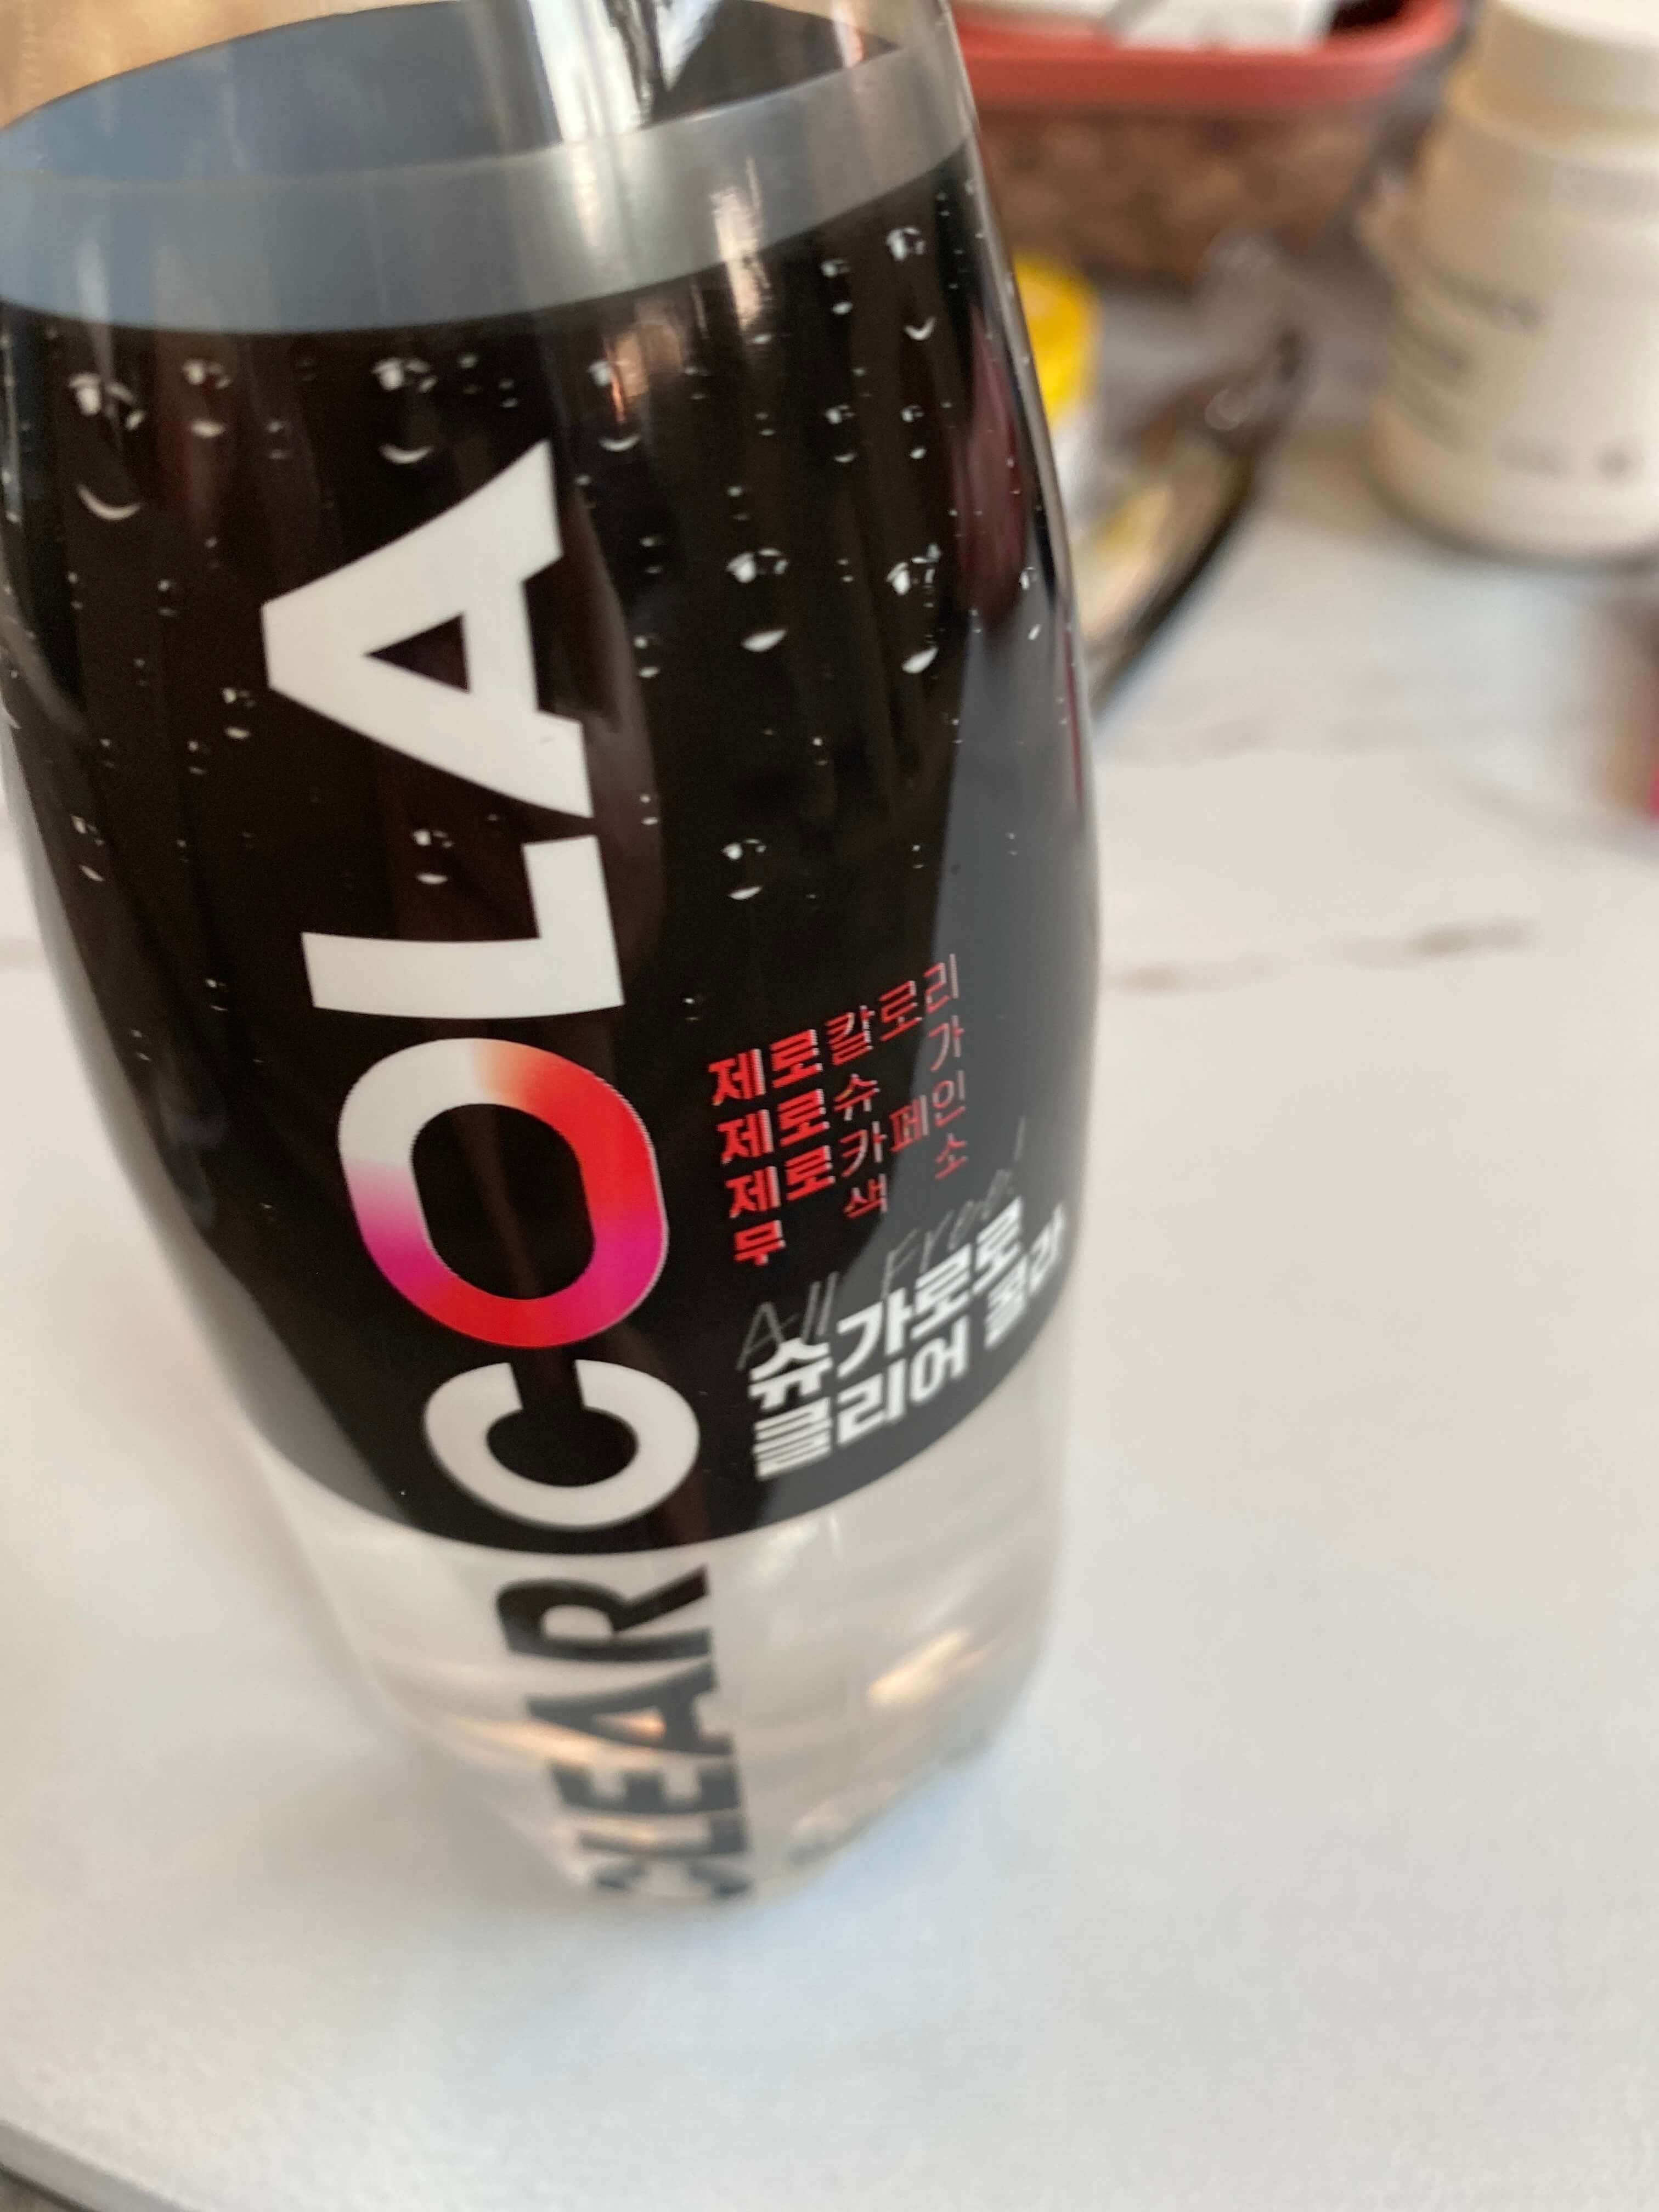 CLEAR COLA
제로칼로리
제로슈 가
제로카페인
무 색 소
All Free!
슈가로로
클리어 콜라